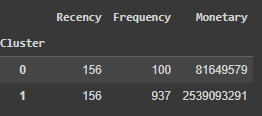 Recency Frequency Monetary
Cluster
0 156 100 81649579
1 156 937 2539093291